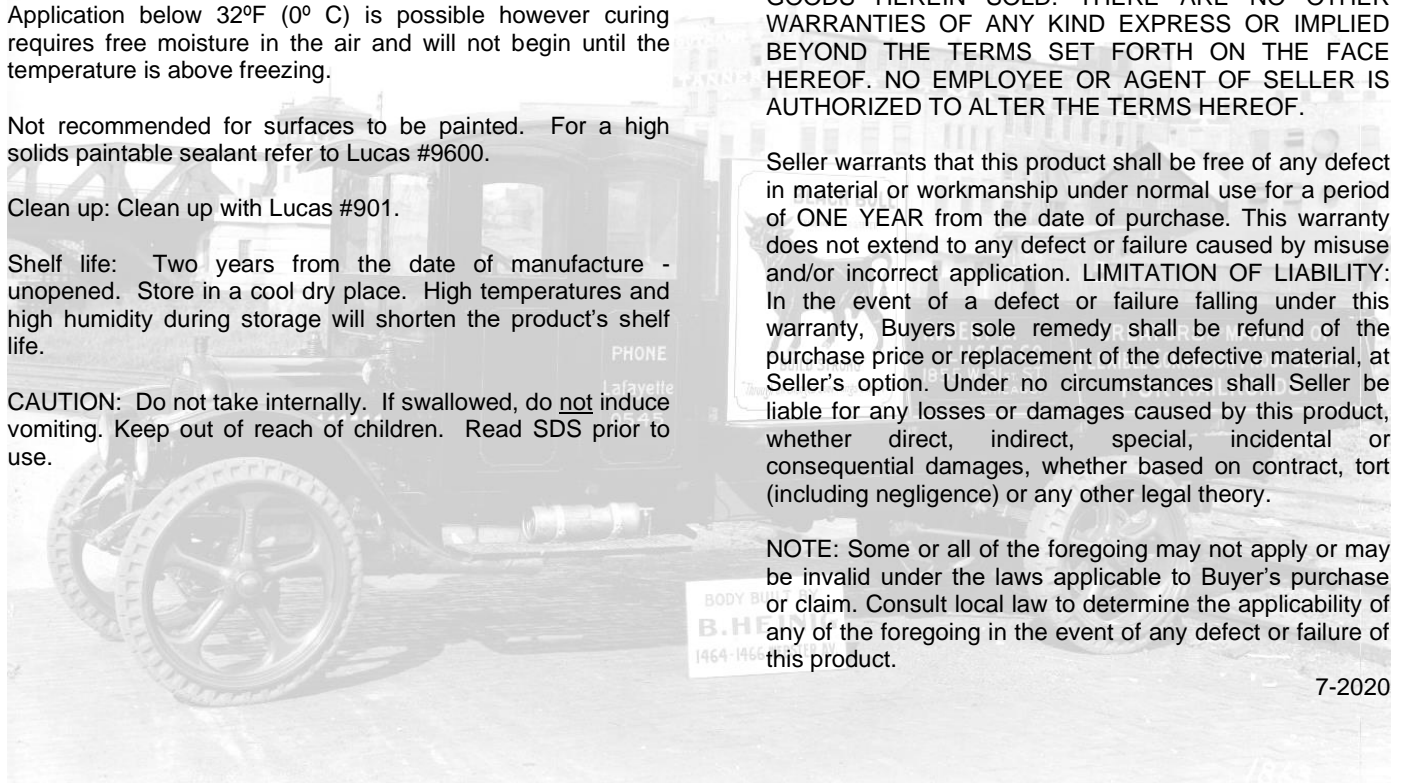 Application below 32ºF (0º C) is possible however curing
requires free moisture in the air and will not begin until the
temperature is above freezing.
Not recommended for surfaces to be painted. For a high
solids paintable sealant refer to Lucas #9600.
Clean up: Clean up with Lucas #901.
Shelf life: Two years from the date of manufacture -
unopened. Store in a cool dry place. High temperatures and
high humidity during storage will shorten the product’s shelf
life.
CAUTION: Do not take internally. If swallowed, do not induce
vomiting. Keep out of reach of children. Read SDS prior to
use.
GOODS HEREIN SOLD. THERE ARE NO OTHER
WARRANTIES OF ANY KIND EXPRESS OR IMPLIED
BEYOND THE TERMS SET FORTH ON THE FACE
HEREOF. NO EMPLOYEE OR AGENT OF SELLER IS
AUTHORIZED TO ALTER THE TERMS HEREOF.
Seller warrants that this product shall be free of any defect
in material or workmanship under normal use for a period
of ONE YEAR from the date of purchase. This warranty
does not extend to any defect or failure caused by misuse
and/or incorrect application. LIMITATION OF LIABILITY:
In the event of a defect or failure falling under this
warranty, Buyers sole remedy shall be refund of the
purchase price or replacement of the defective material, at
Seller’s option. Under no circumstances shall Seller be
liable for any losses or damages caused by this product,
whether direct, indirect, special, incidental or
consequential damages, whether based on contract, tort
(including negligence) or any other legal theory.
NOTE: Some or all of the foregoing may not apply or may
be invalid under the laws applicable to Buyer’s purchase
or claim. Consult local law to determine the applicability of
any of the foregoing in the event of any defect or failure of
this product.
7-2020
PHONE
Lafayette
0545
BODY BUILT BY
B.HEINIG
1464-1466